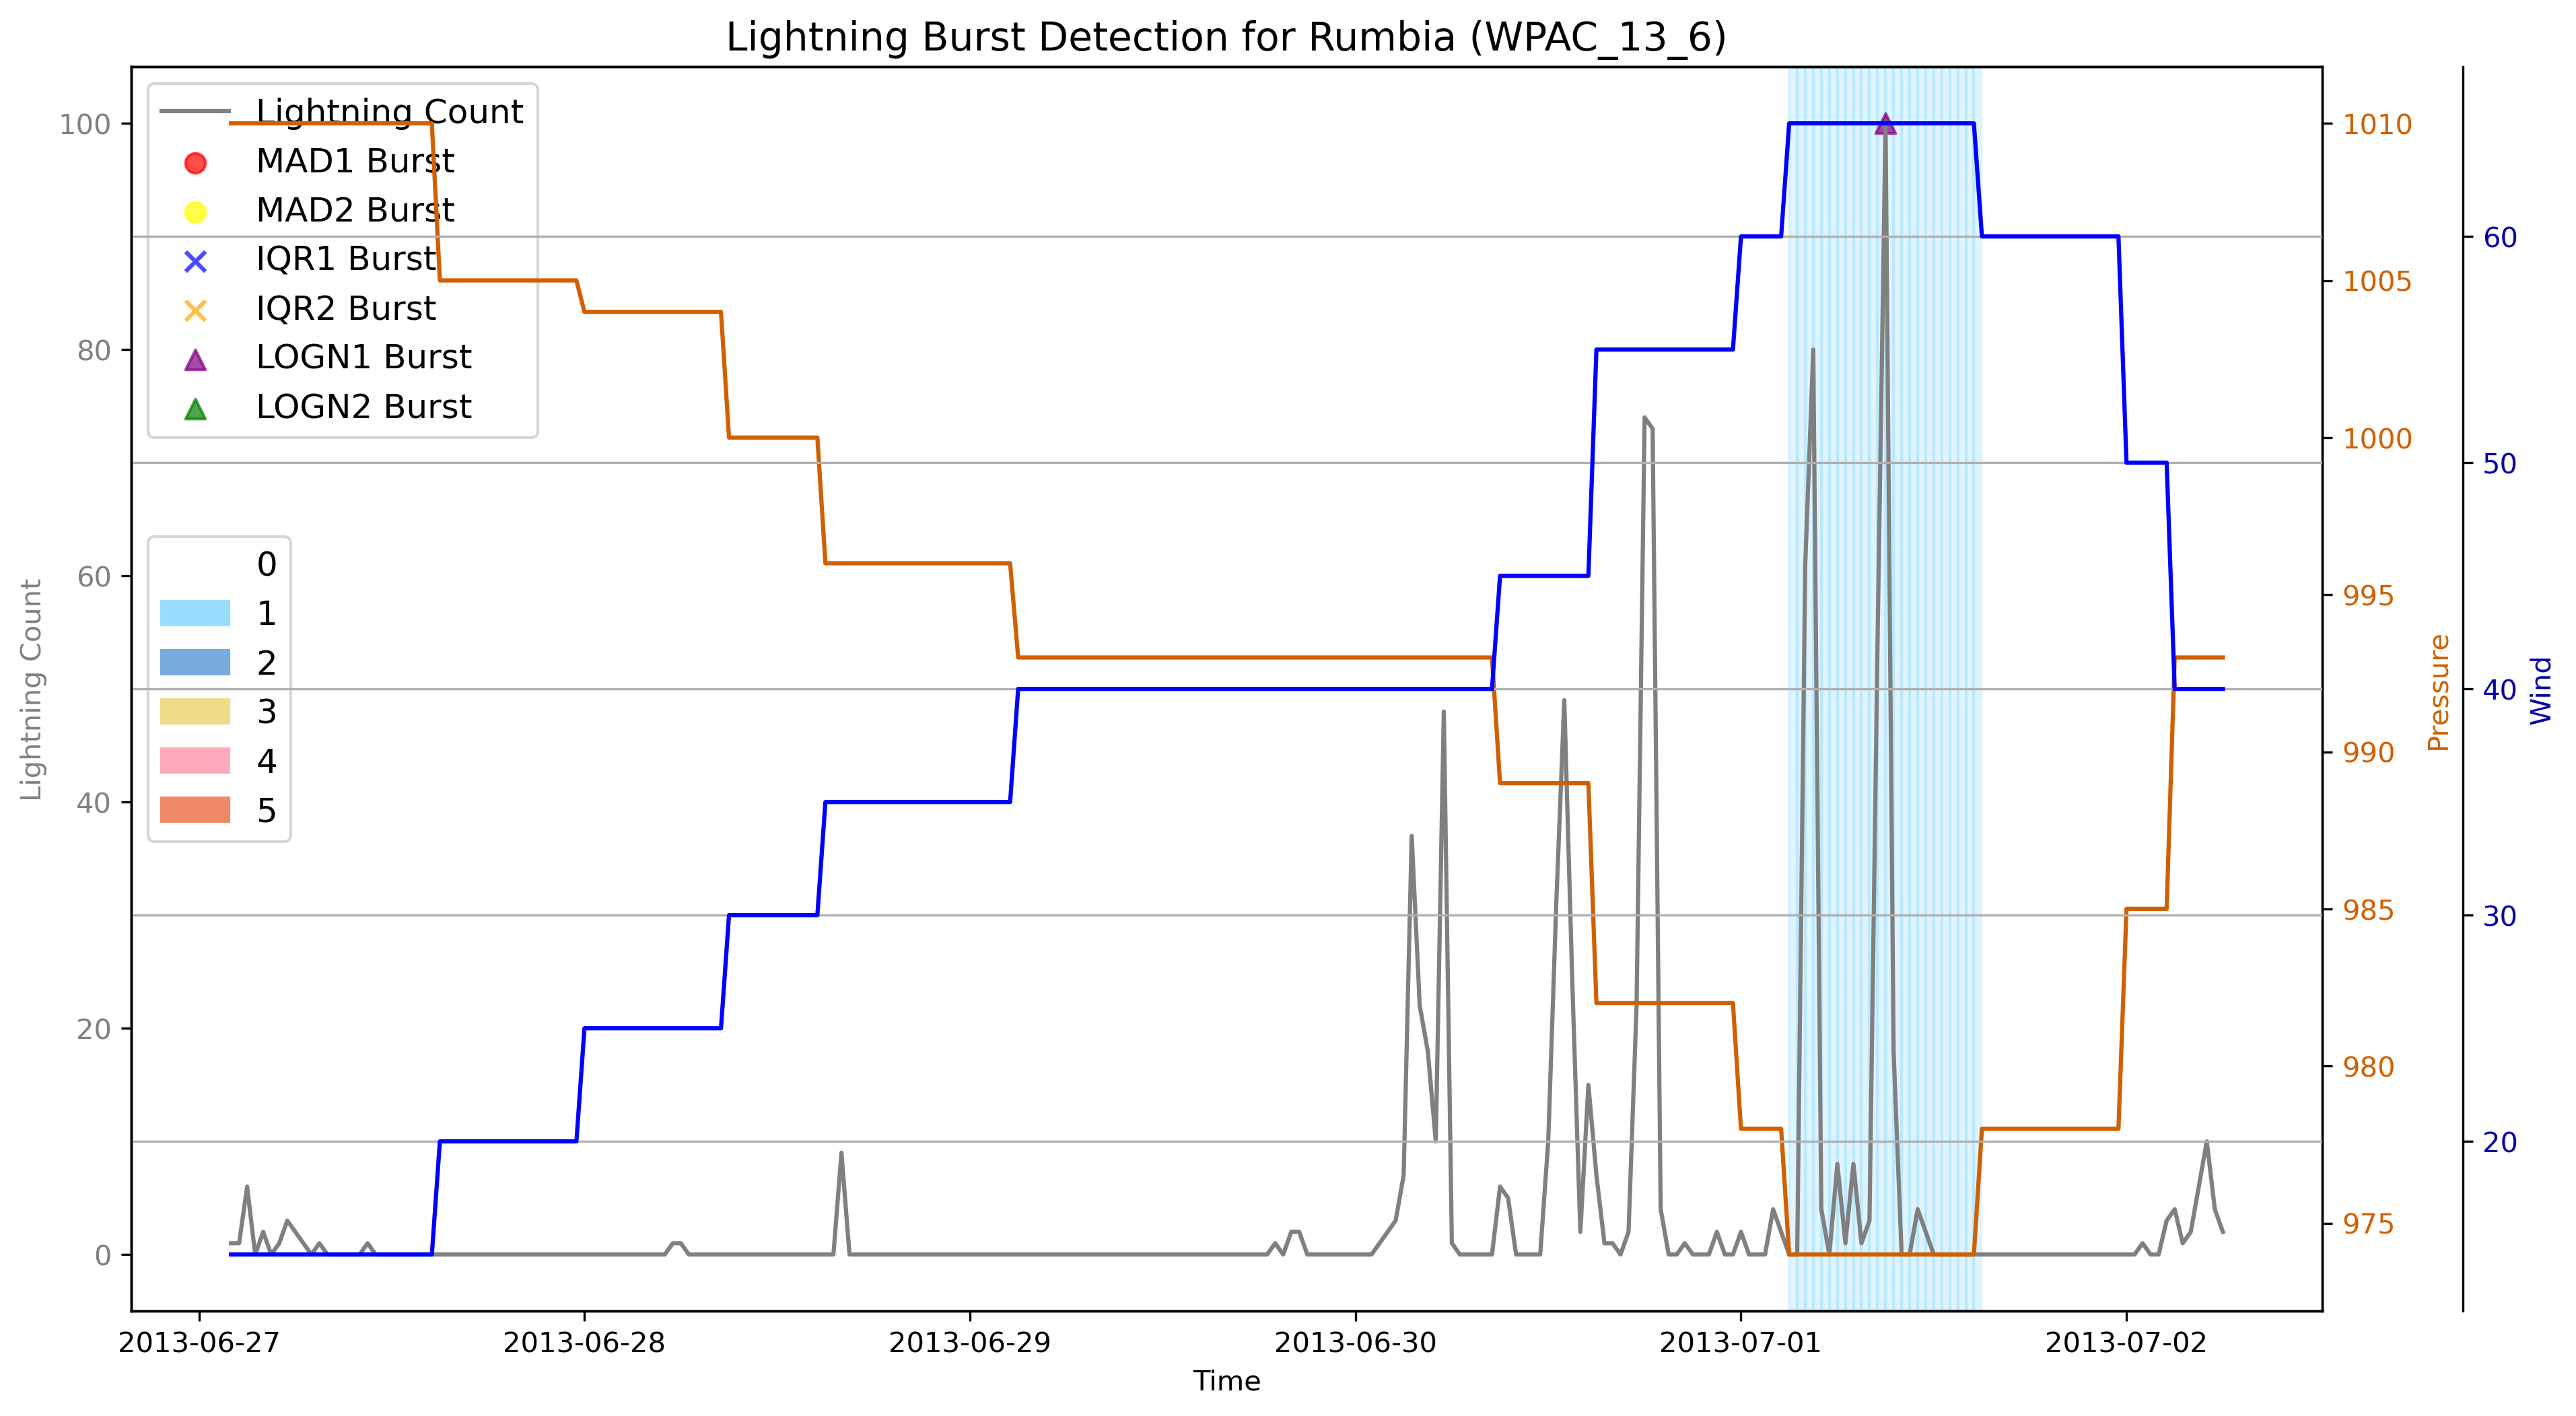 Lightning Burst Detection for Rumbia (WPAC_13_6)
Lightning Count
MAD1 Burst
MAD2 Burst
IQR1 Burst
IQR2 Burst
LOGN1 Burst
LOGN2 Burst
0
1
2
3
4
5
Lightning Count
100
80
60
40
20
0
1010
1005
1000
995
990
985
980
975
Pressure
60
50
40
30
20
Wind
2013-06-27 2013-06-28 2013-06-29 2013-06-30 2013-07-01 2013-07-02
Time